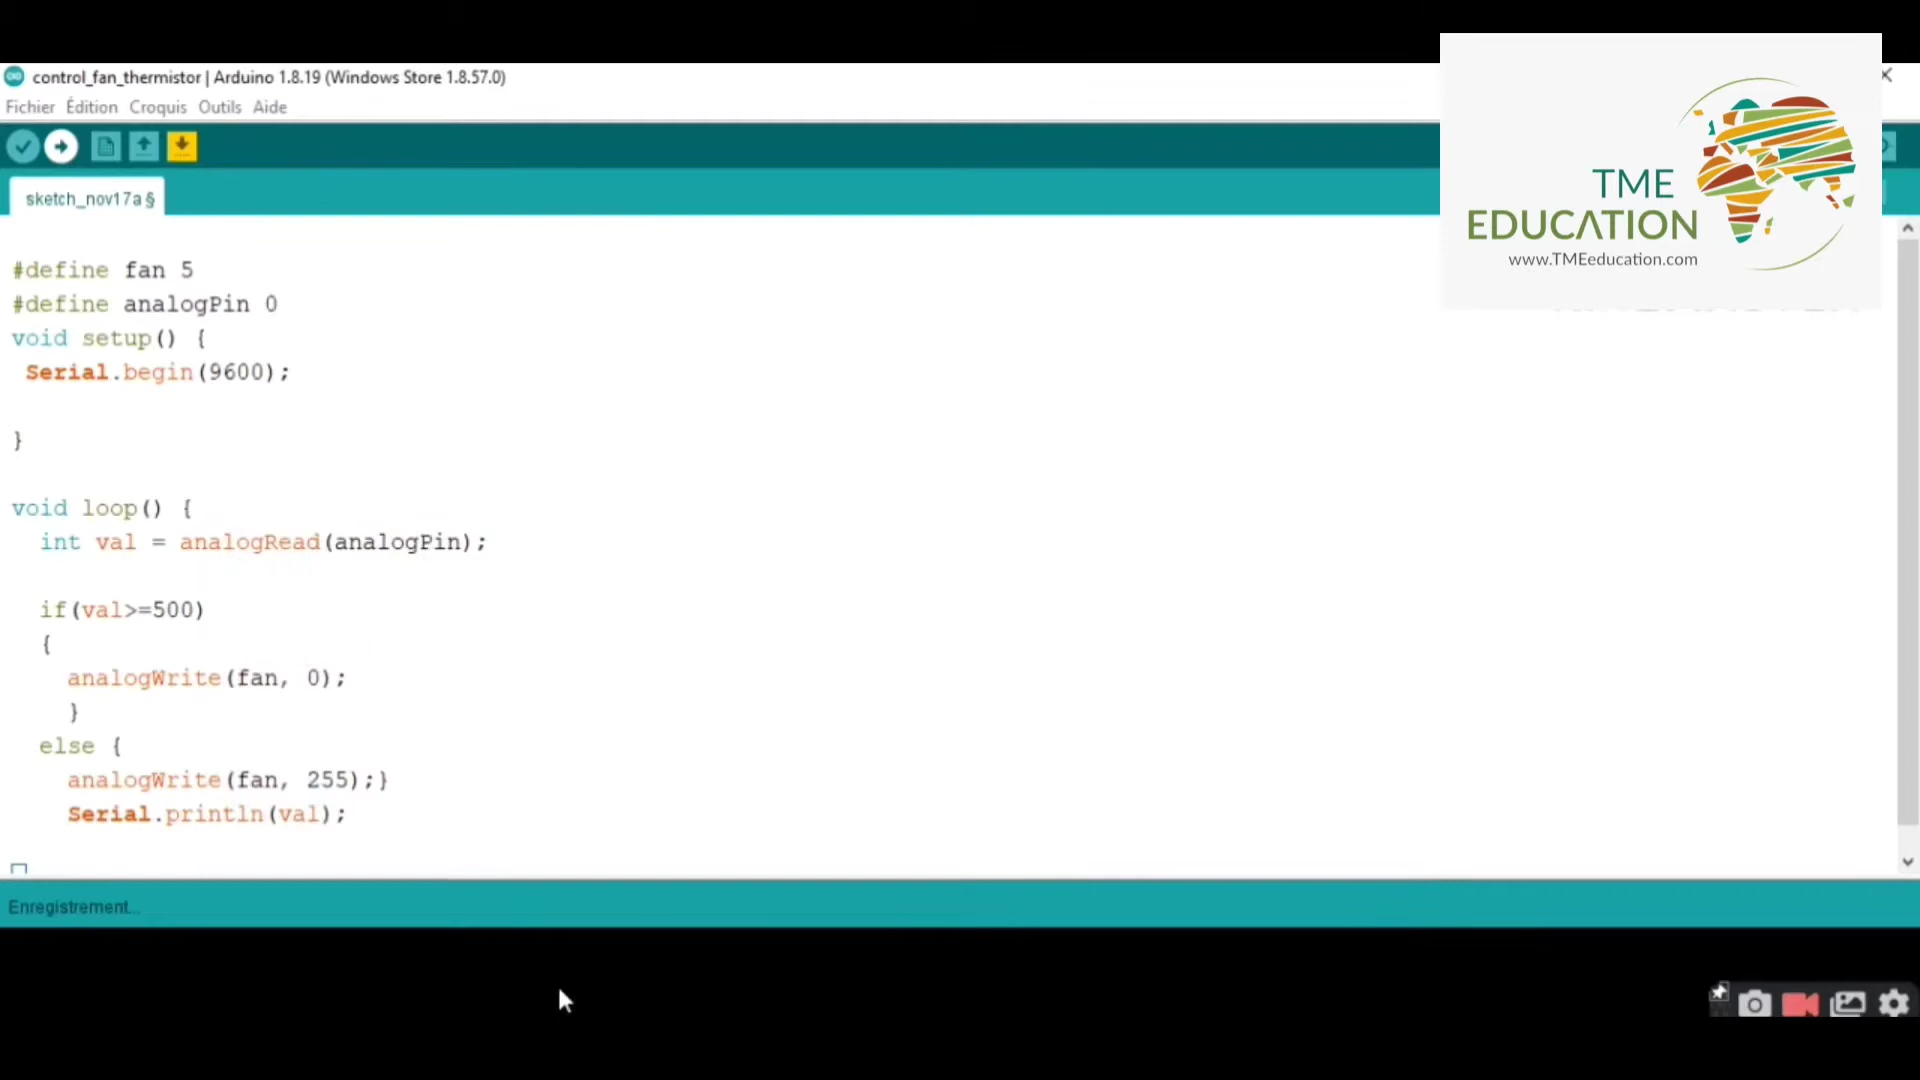 control_fan_thermistor | Arduino 1.8.19 (Windows Store 1.8.57.0)
Fichier Édition Croquis Outils Aide
sketch_nov17a §
#define fan 5
#define analogPin 0
void setup() {
Serial.begin(9600);
}
void loop() {
int val = analogRead(analogPin);
if(val>=500)
{
analogWrite(fan, 0);
}
else {
analogWrite(fan, 255);}
Serial.println(val);
Enregistrement...
TME
EDUCATION
www.TMEeducation.com